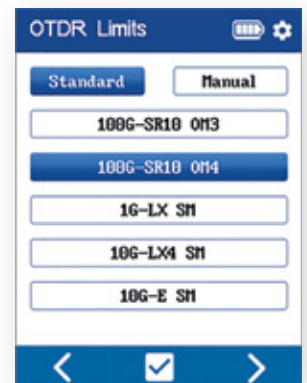 OTDR Limits
Standard Manual
100G-SR10 OM3
100G-SR10 OM4
1G-LX SM
10G-LX4 SM
10G-E SM